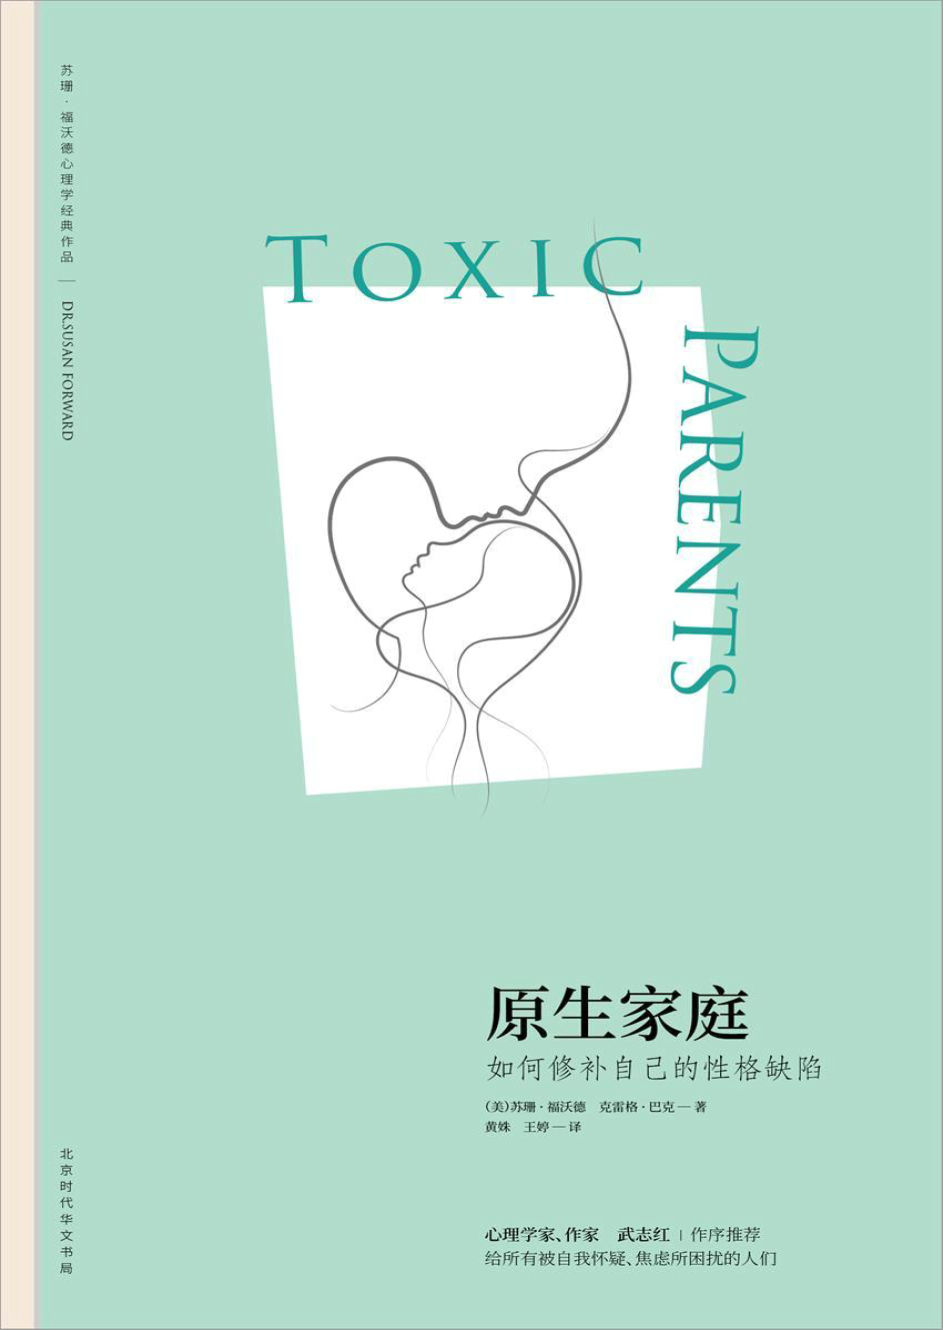 苏珊·福沃德心理学经典作品
DR.SUSAN FORWARD
TOXIC
PARENTS
原生家庭
如何修补自己的性格缺陷
(美)苏珊·福沃德 克雷格·巴克—著
黄姝 王婷—译
心理学家、作家 武志红 | 作序推荐
给所有被自我怀疑、焦虑所困扰的人们
北京时代华文书局